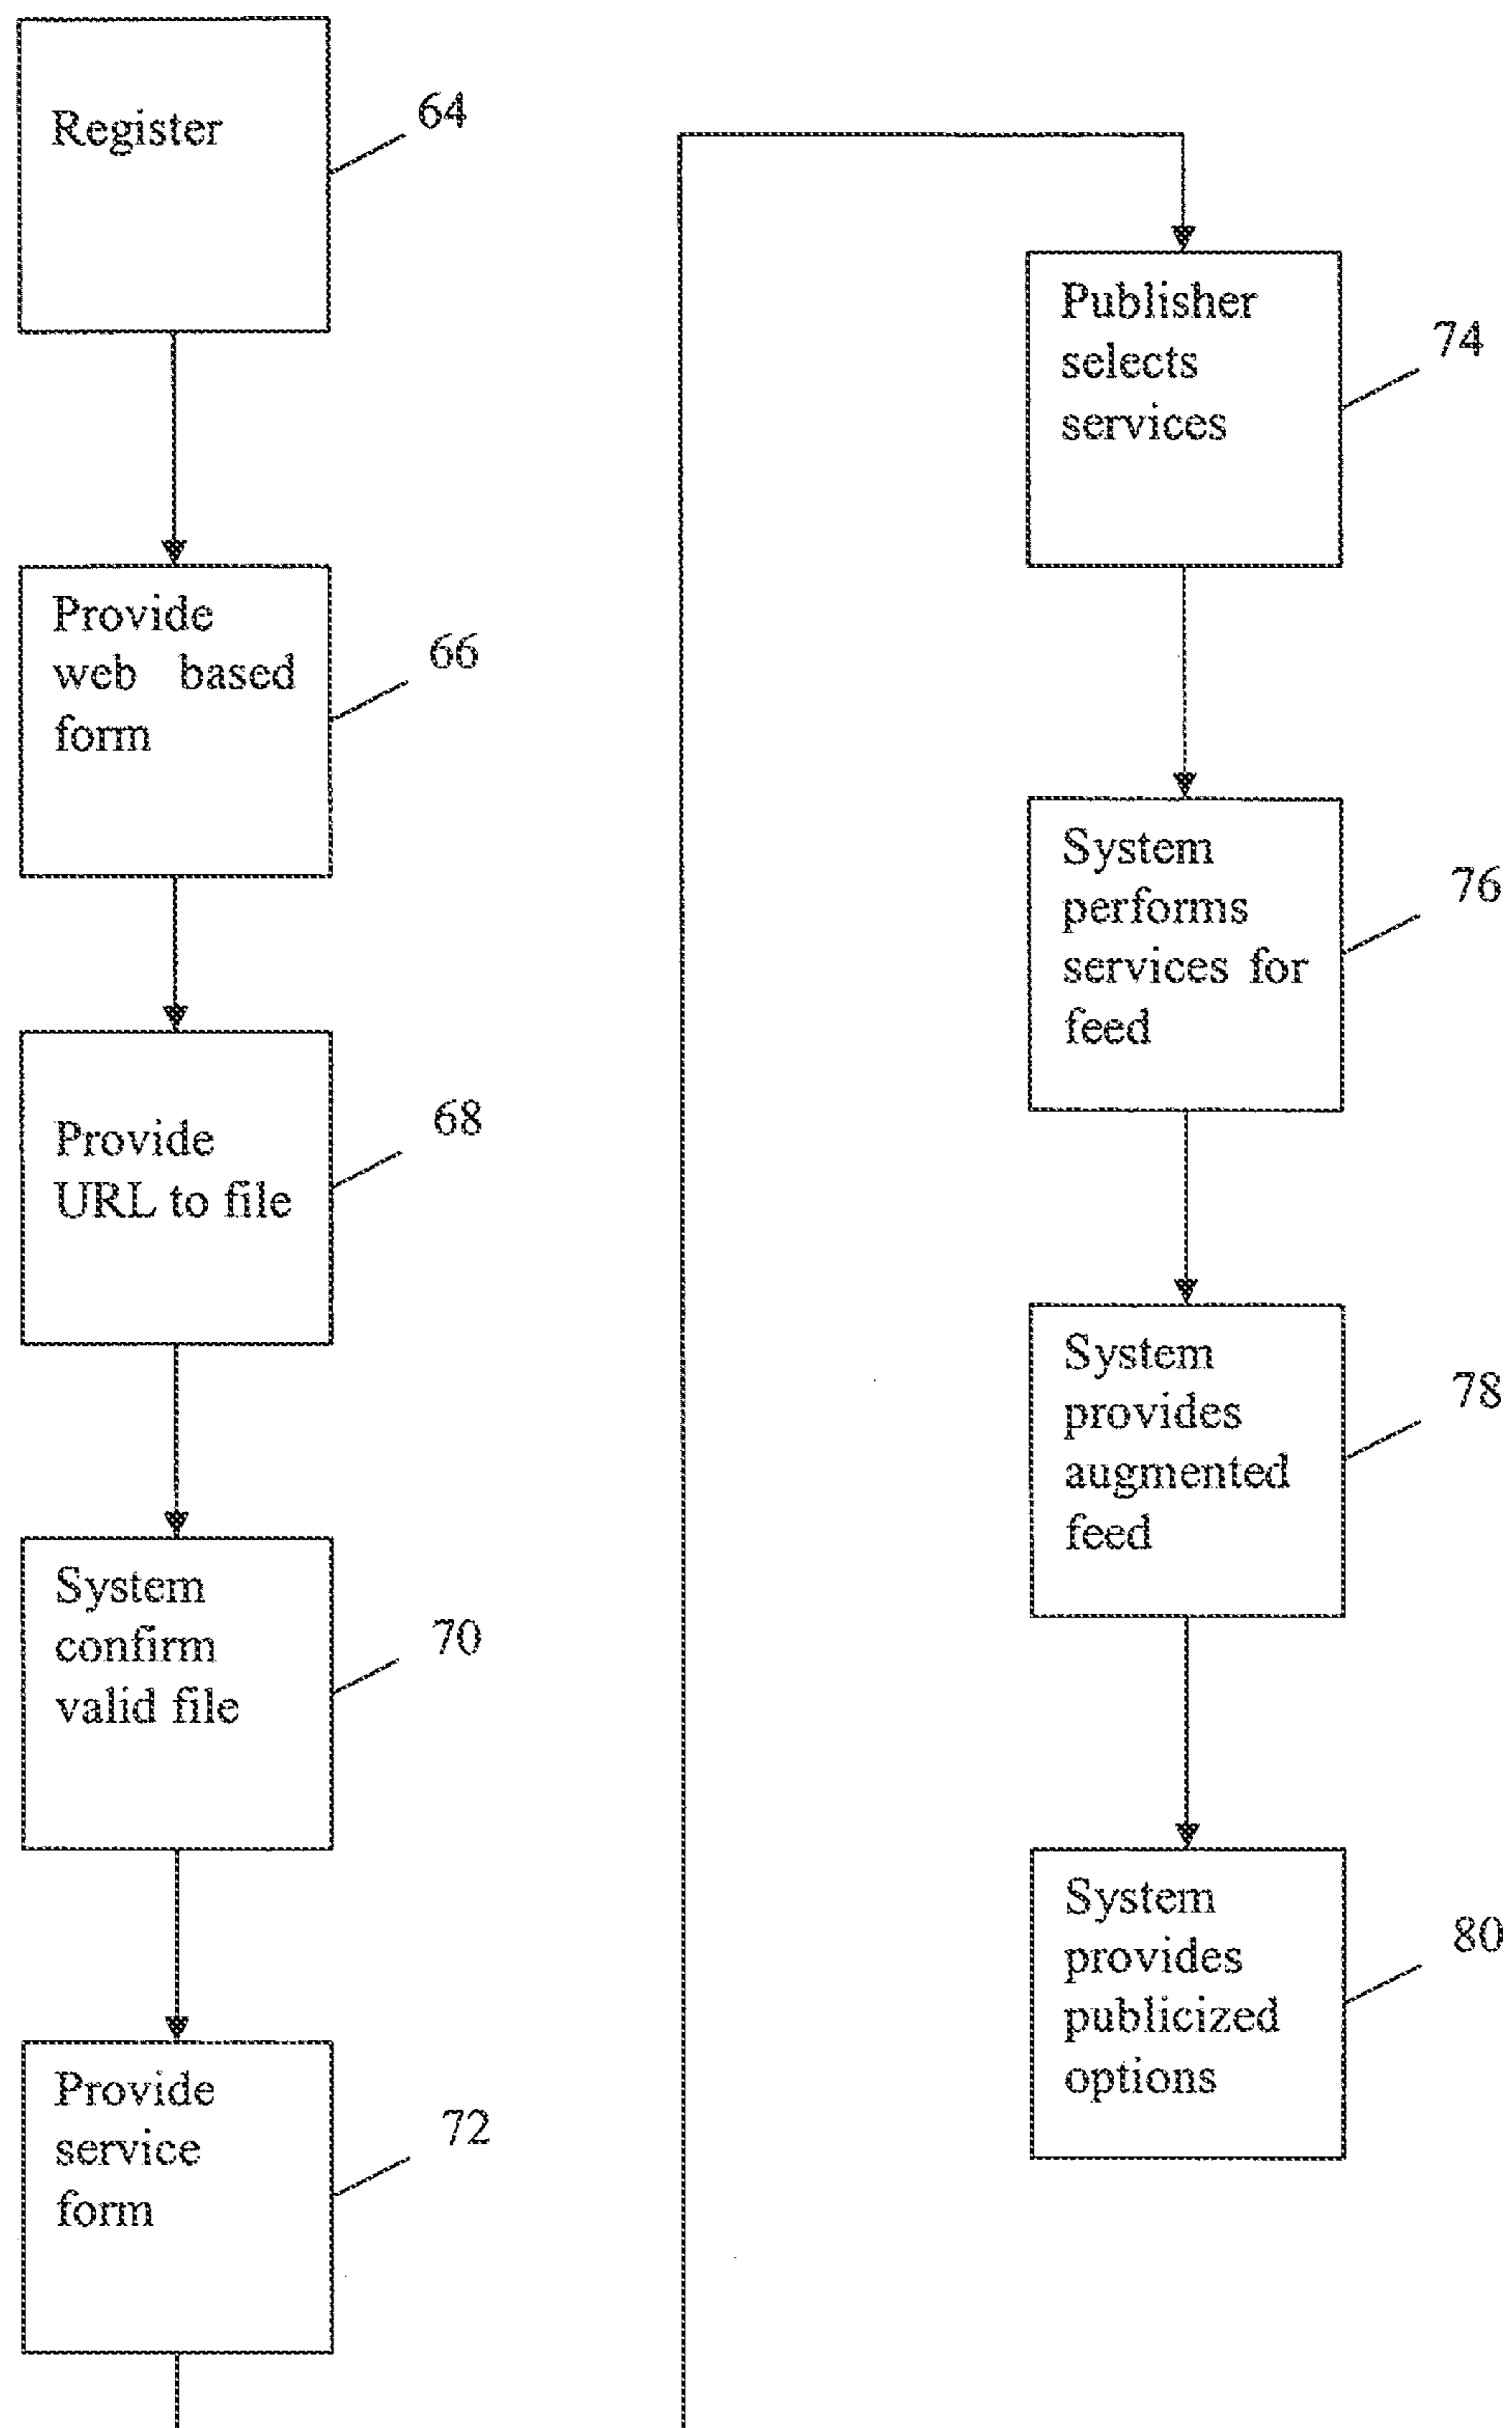 Register
64
Provide
web based
form
66
Provide
URL to file
68
System
confirm
valid file
70
Provide
service
form
72
Publisher
selects
services
74
System
performs
services for
feed
76
System
provides
augmented
feed
78
System
provides
publicized
options
80